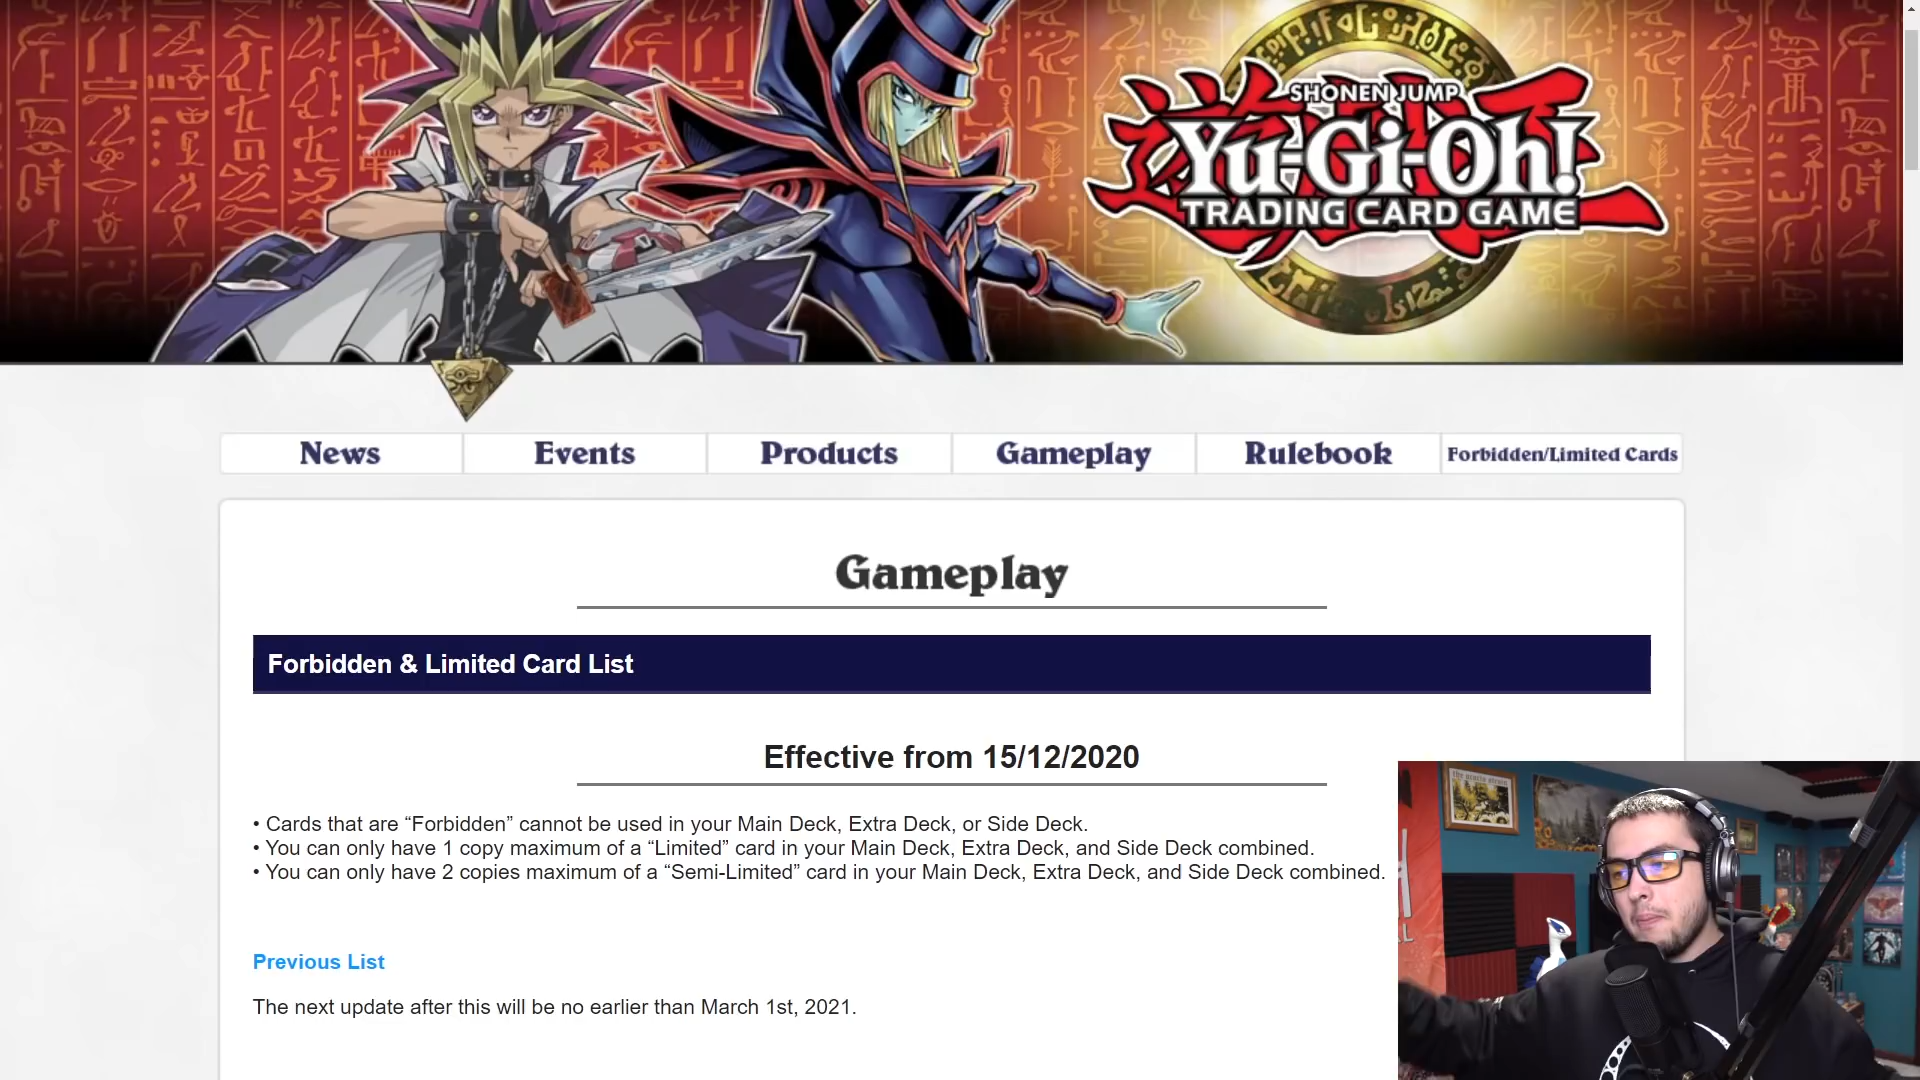 SHONEN JUMP
Yu-Gi-Oh!
TRADING CARD GAME
News
Events
Products
Gameplay
Rulebook
Forbidden/Limited Cards
Gameplay
Forbidden & Limited Card List
Effective from 15/12/2020
• Cards that are “Forbidden” cannot be used in your Main Deck, Extra Deck, or Side Deck.
• You can only have 1 copy maximum of a “Limited” card in your Main Deck, Extra Deck, and Side Deck combined.
• You can only have 2 copies maximum of a “Semi-Limited” card in your Main Deck, Extra Deck, and Side Deck combined.
Previous List
The next update after this will be no earlier than March 1st, 2021.